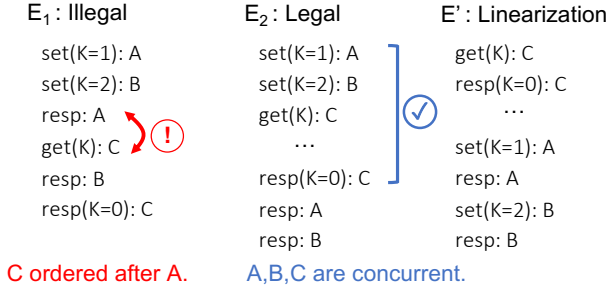 E₁: Illegal
set(K=1): A
set(K=2): B
resp: A
get(K): C
!
resp: B
resp(K=0): C
C ordered after A.
E₂: Legal
set(K=1): A
set(K=2): B
get(K): C
...
resp(K=0): C
resp: A
resp: B
A,B,C are concurrent.
E’: Linearization
get(K): C
resp(K=0): C
...
set(K=1): A
resp: A
set(K=2): B
resp: B